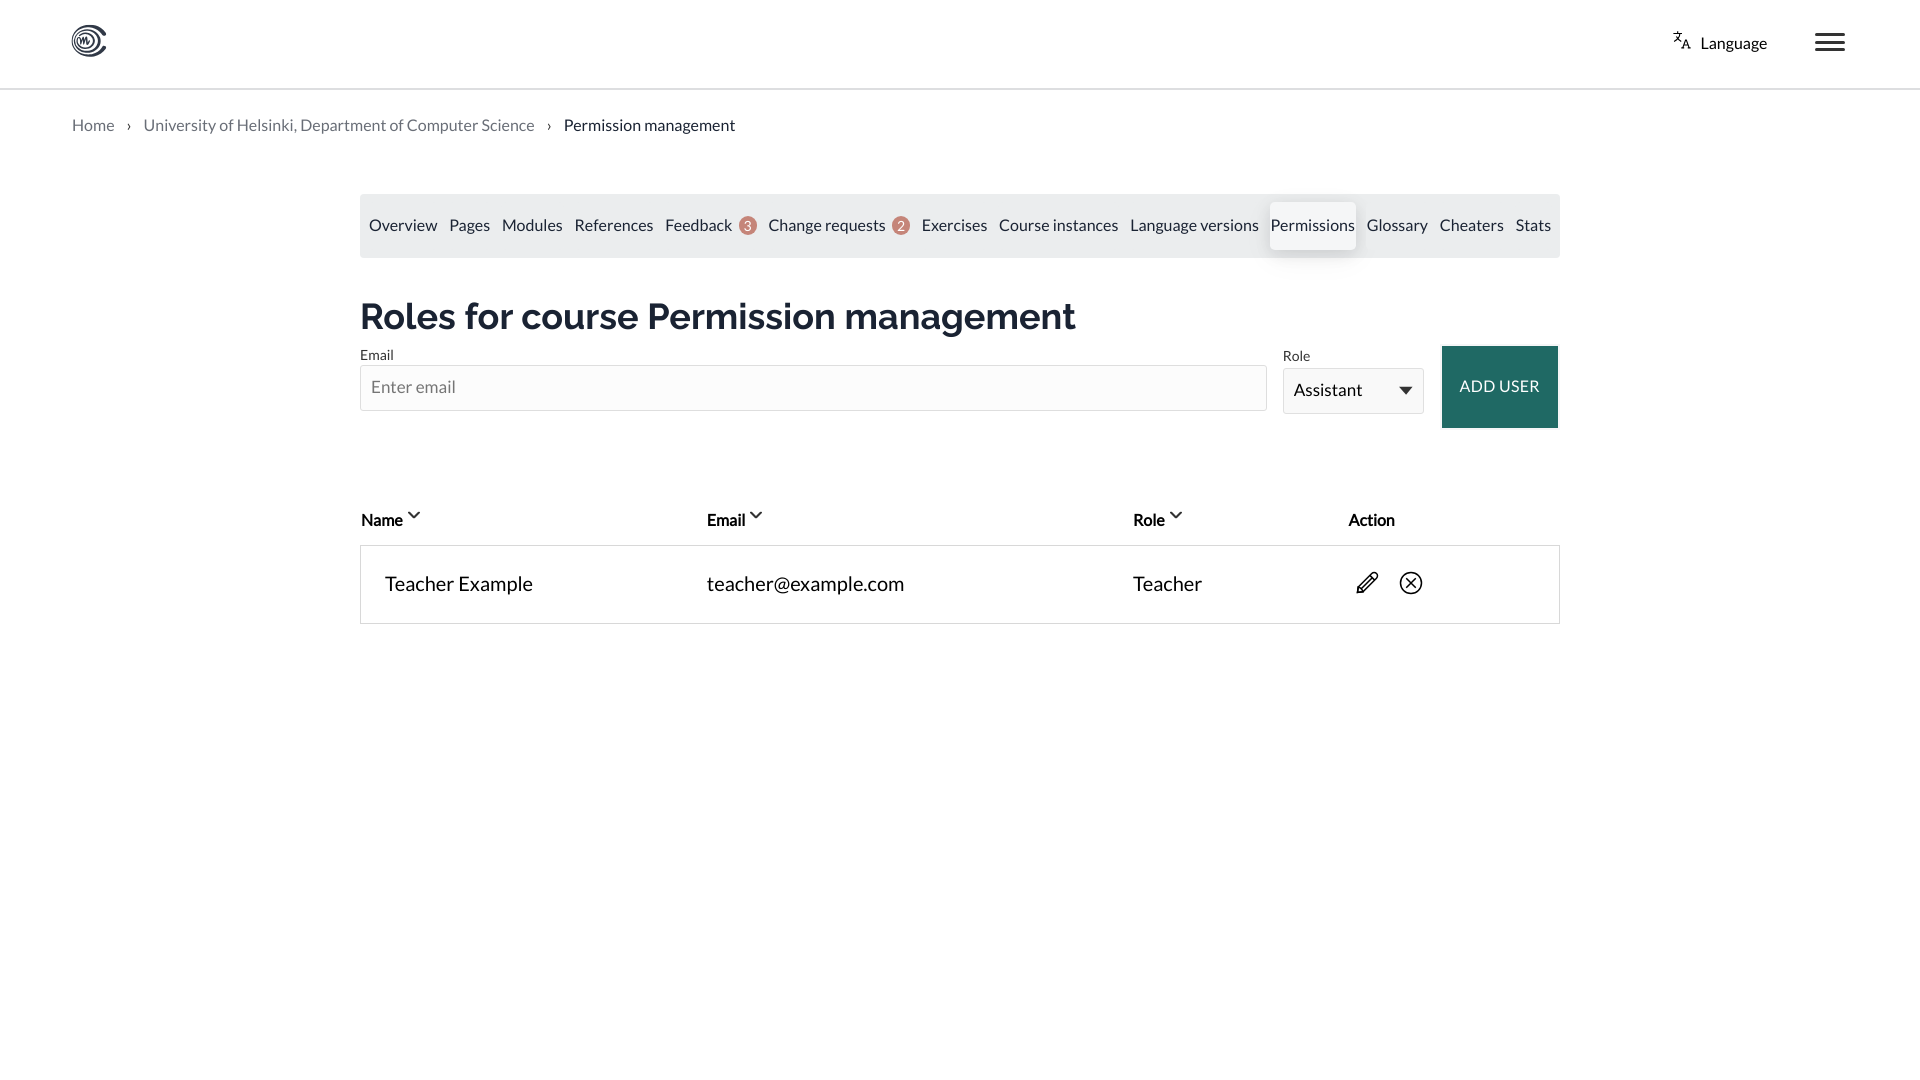 Language
Home › University of Helsinki, Department of Computer Science › Permission management
Overview Pages Modules References Feedback 3 Change requests 2 Exercises Course instances Language versions Permissions Glossary Cheaters Stats
Roles for course Permission management
Email Role
Enter email Assistant ADD USER
Name Email Role Action
Teacher Example teacher@example.com Teacher